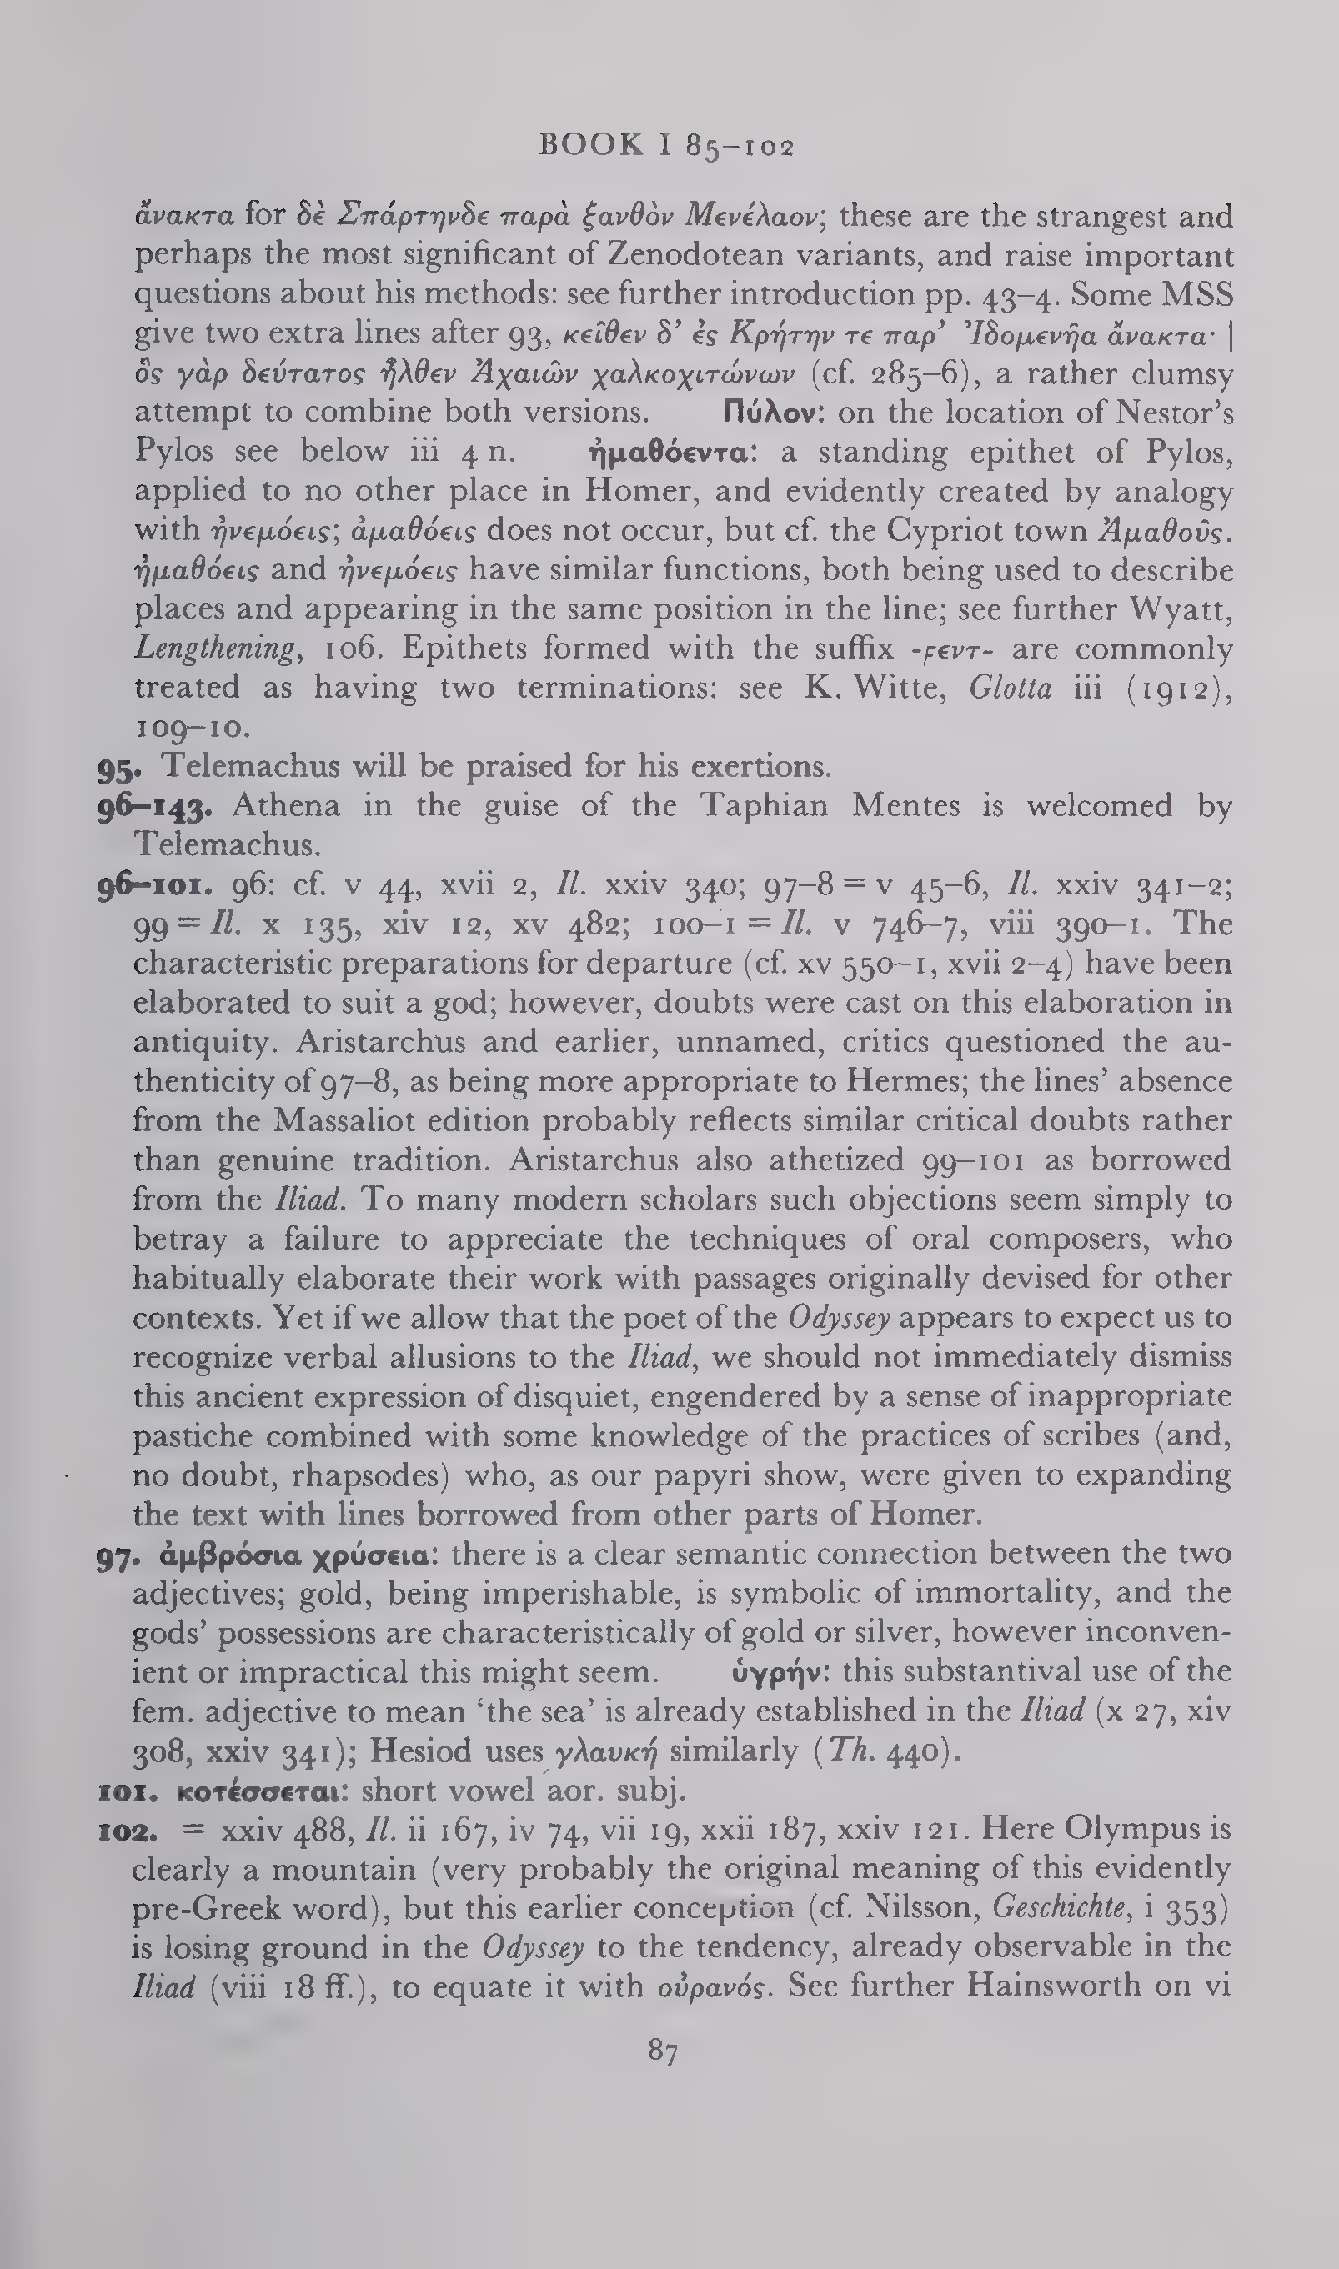 BOOK I 85–102
ἄνακτα for δὲ Σπάρτηνδε παρὰ ξανθὸν Μενέλαον; these are the strangest and
perhaps the most significant of Zenodotean variants, and raise important
questions about his methods: see further introduction pp. 43–4. Some MSS
give two extra lines after 93, κεῖθεν δ’ ἐς Κρήτην τε παρ’ Ἰδομενῆα ἄνακτα· |
ὃς γὰρ δεύτατος ἦλθεν Ἀχαιῶν χαλκοχιτώνων (cf. 285–6), a rather clumsy
attempt to combine both versions. Πύλον: on the location of Nestor’s
Pylos see below iii 4 n. ἠμαθόεντα: a standing epithet of Pylos,
applied to no other place in Homer, and evidently created by analogy
with ἠνεμόεις; ἀμαθόεις does not occur, but cf. the Cypriot town Ἀμαθοῦς.
ἠμαθόεις and ἠνεμόεις have similar functions, both being used to describe
places and appearing in the same position in the line; see further Wyatt,
Lengthening, 106. Epithets formed with the suffix -ϝεντ- are commonly
treated as having two terminations: see K. Witte, Glotta iii (1912),
109–10.
95. Telemachus will be praised for his exertions.
96–143. Athena in the guise of the Taphian Mentes is welcomed by
Telemachus.
96–101. 96: cf. v 44, xvii 2, Il. xxiv 340; 97–8 = v 45–6, Il. xxiv 341–2;
99 = Il. x 135, xiv 12, xv 482; 100–1 = Il. v 746–7, viii 390–1. The
characteristic preparations for departure (cf. xv 550–1, xvii 2–4) have been
elaborated to suit a god; however, doubts were cast on this elaboration in
antiquity. Aristarchus and earlier, unnamed, critics questioned the au-
thenticity of 97–8, as being more appropriate to Hermes; the lines’ absence
from the Massaliot edition probably reflects similar critical doubts rather
than genuine tradition. Aristarchus also athetized 99–101 as borrowed
from the Iliad. To many modern scholars such objections seem simply to
betray a failure to appreciate the techniques of oral composers, who
habitually elaborate their work with passages originally devised for other
contexts. Yet if we allow that the poet of the Odyssey appears to expect us to
recognize verbal allusions to the Iliad, we should not immediately dismiss
this ancient expression of disquiet, engendered by a sense of inappropriate
pastiche combined with some knowledge of the practices of scribes (and,
no doubt, rhapsodes) who, as our papyri show, were given to expanding
the text with lines borrowed from other parts of Homer.
97. ἀμβρόσια χρύσεια: there is a clear semantic connection between the two
adjectives; gold, being imperishable, is symbolic of immortality, and the
gods’ possessions are characteristically of gold or silver, however inconven-
ient or impractical this might seem. ὑγρήν: this substantival use of the
fem. adjective to mean ‘the sea’ is already established in the Iliad (x 27, xiv
308, xxiv 341); Hesiod uses γλαυκή similarly (Th. 440).
101. κοτέσσεται: short vowel aor. subj.
102. = xxiv 488, Il. ii 167, iv 74, vii 19, xxii 187, xxiv 121. Here Olympus is
clearly a mountain (very probably the original meaning of this evidently
pre-Greek word), but this earlier conception (cf. Nilsson, Geschichte, i 353)
is losing ground in the Odyssey to the tendency, already observable in the
Iliad (viii 18 ff.), to equate it with οὐρανός. See further Hainsworth on vi
87